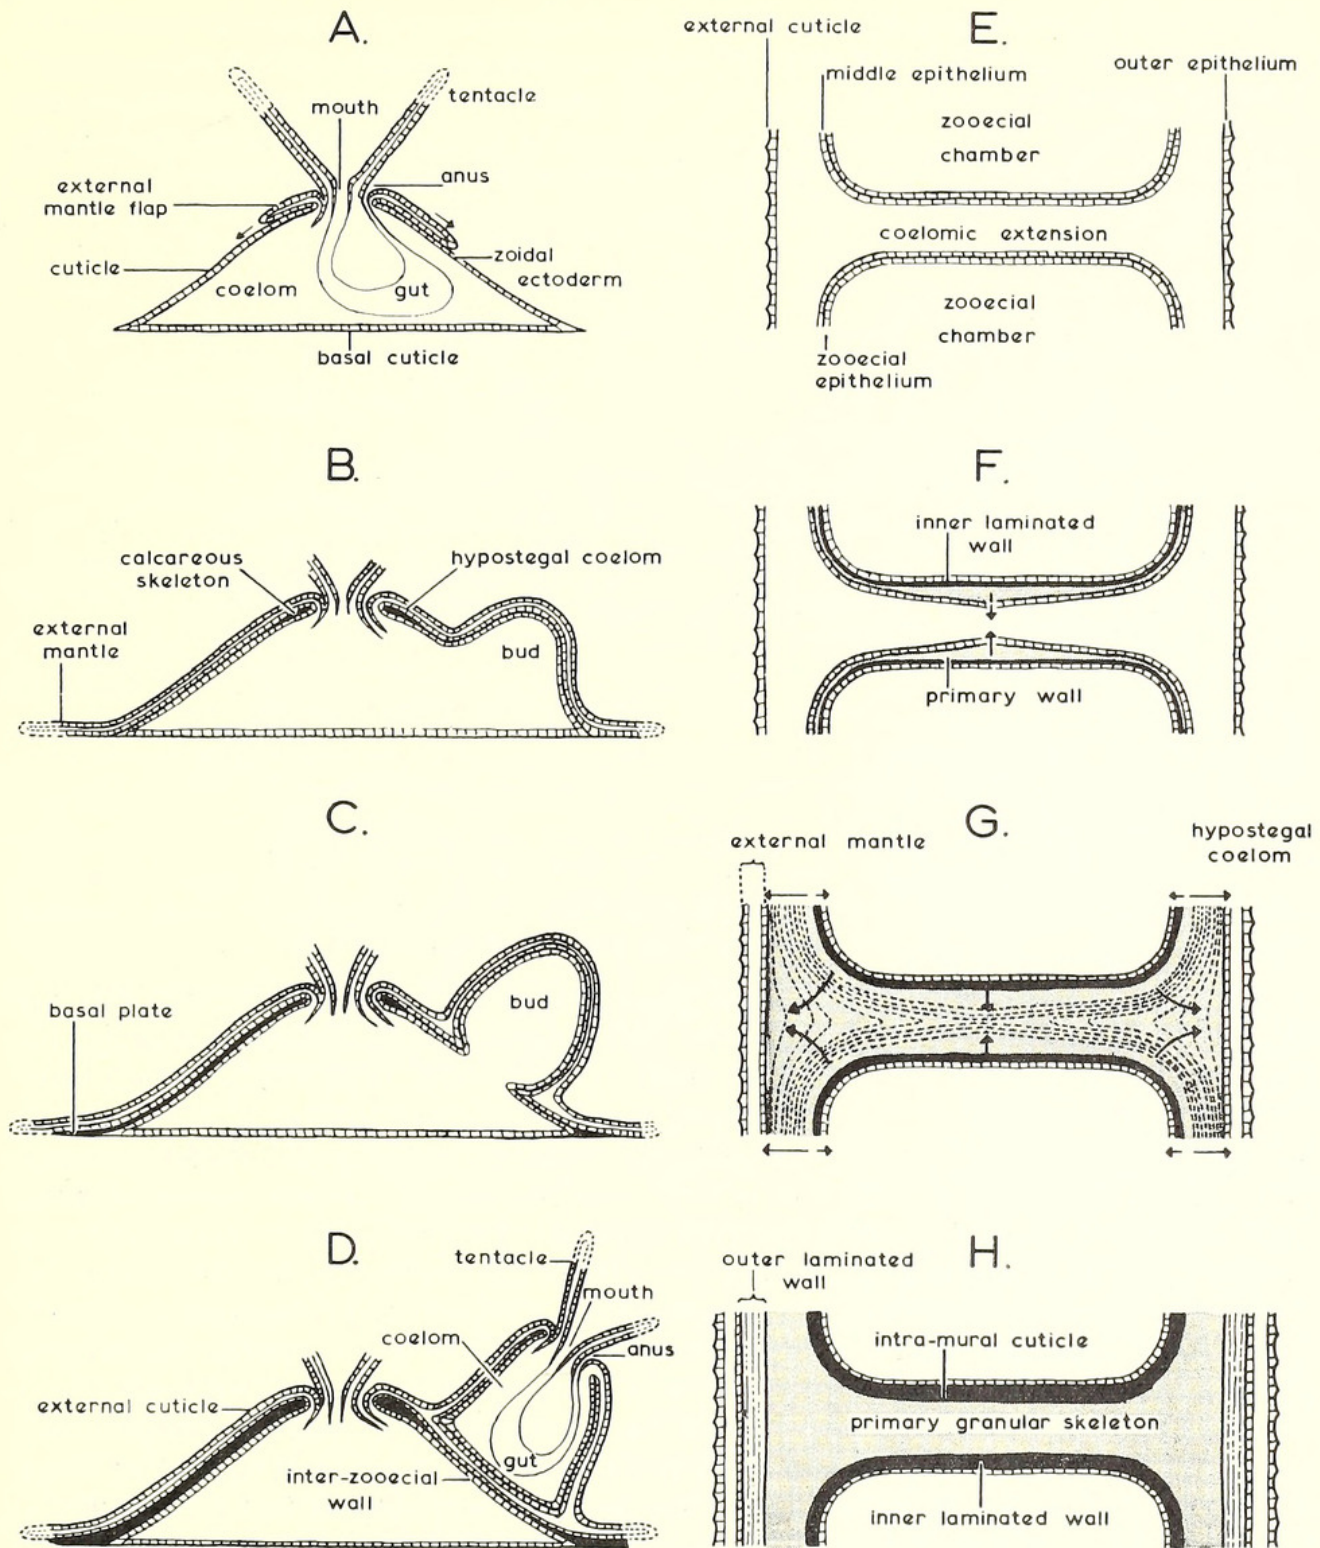 A.
mouth
tentacle
anus
external
mantle flap
cuticle
coelom
gut
zoidal
ectoderm
basal cuticle
B.
calcareous
skeleton
hypostegal coelom
external
mantle
bud
C.
bud
basal plate
D.
tentacle
mouth
coelom
anus
external cuticle
gut
inter-zooecial
wall
E.
external cuticle
middle epithelium
outer epithelium
zooecial
chamber
coelomic extension
zooecial
chamber
zooecial
epithelium
F.
inner laminated
wall
primary wall
G.
external mantle
hypostegal
coelom
H.
outer laminated
wall
intra-mural cuticle
primary granular skeleton
inner laminated wall